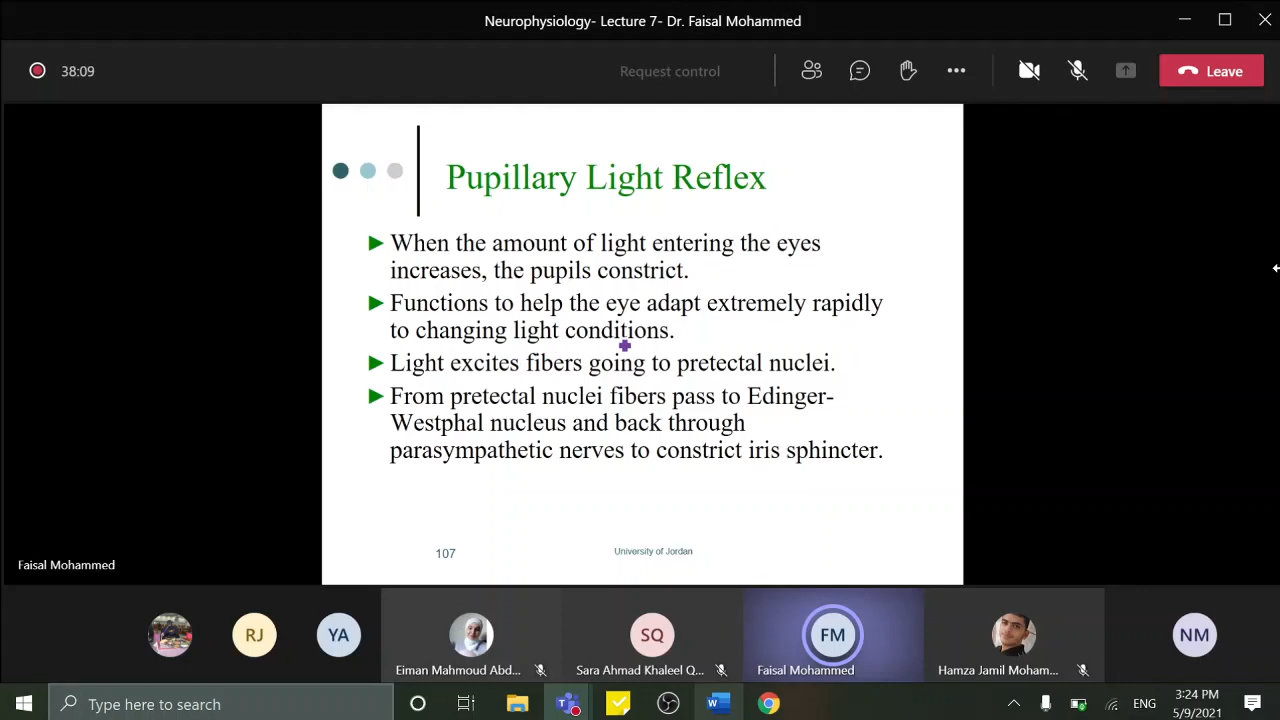 Neurophysiology- Lecture 7- Dr. Faisal Mohammed
38:09
Request control
Leave
Pupillary Light Reflex
When the amount of light entering the eyes
increases, the pupils constrict.
Functions to help the eye adapt extremely rapidly
to changing light conditions.
Light excites fibers going to pretectal nuclei.
From pretectal nuclei fibers pass to Edinger-
Westphal nucleus and back through
parasympathetic nerves to constrict iris sphincter.
107
University of Jordan
Faisal Mohammed
RJ
YA
SQ
FM
NM
Eiman Mahmoud Abd...
Sara Ahmad Khaleel Q...
Faisal Mohammed
Hamza Jamil Moham...
Type here to search
ENG
3:24 PM
5/9/2021